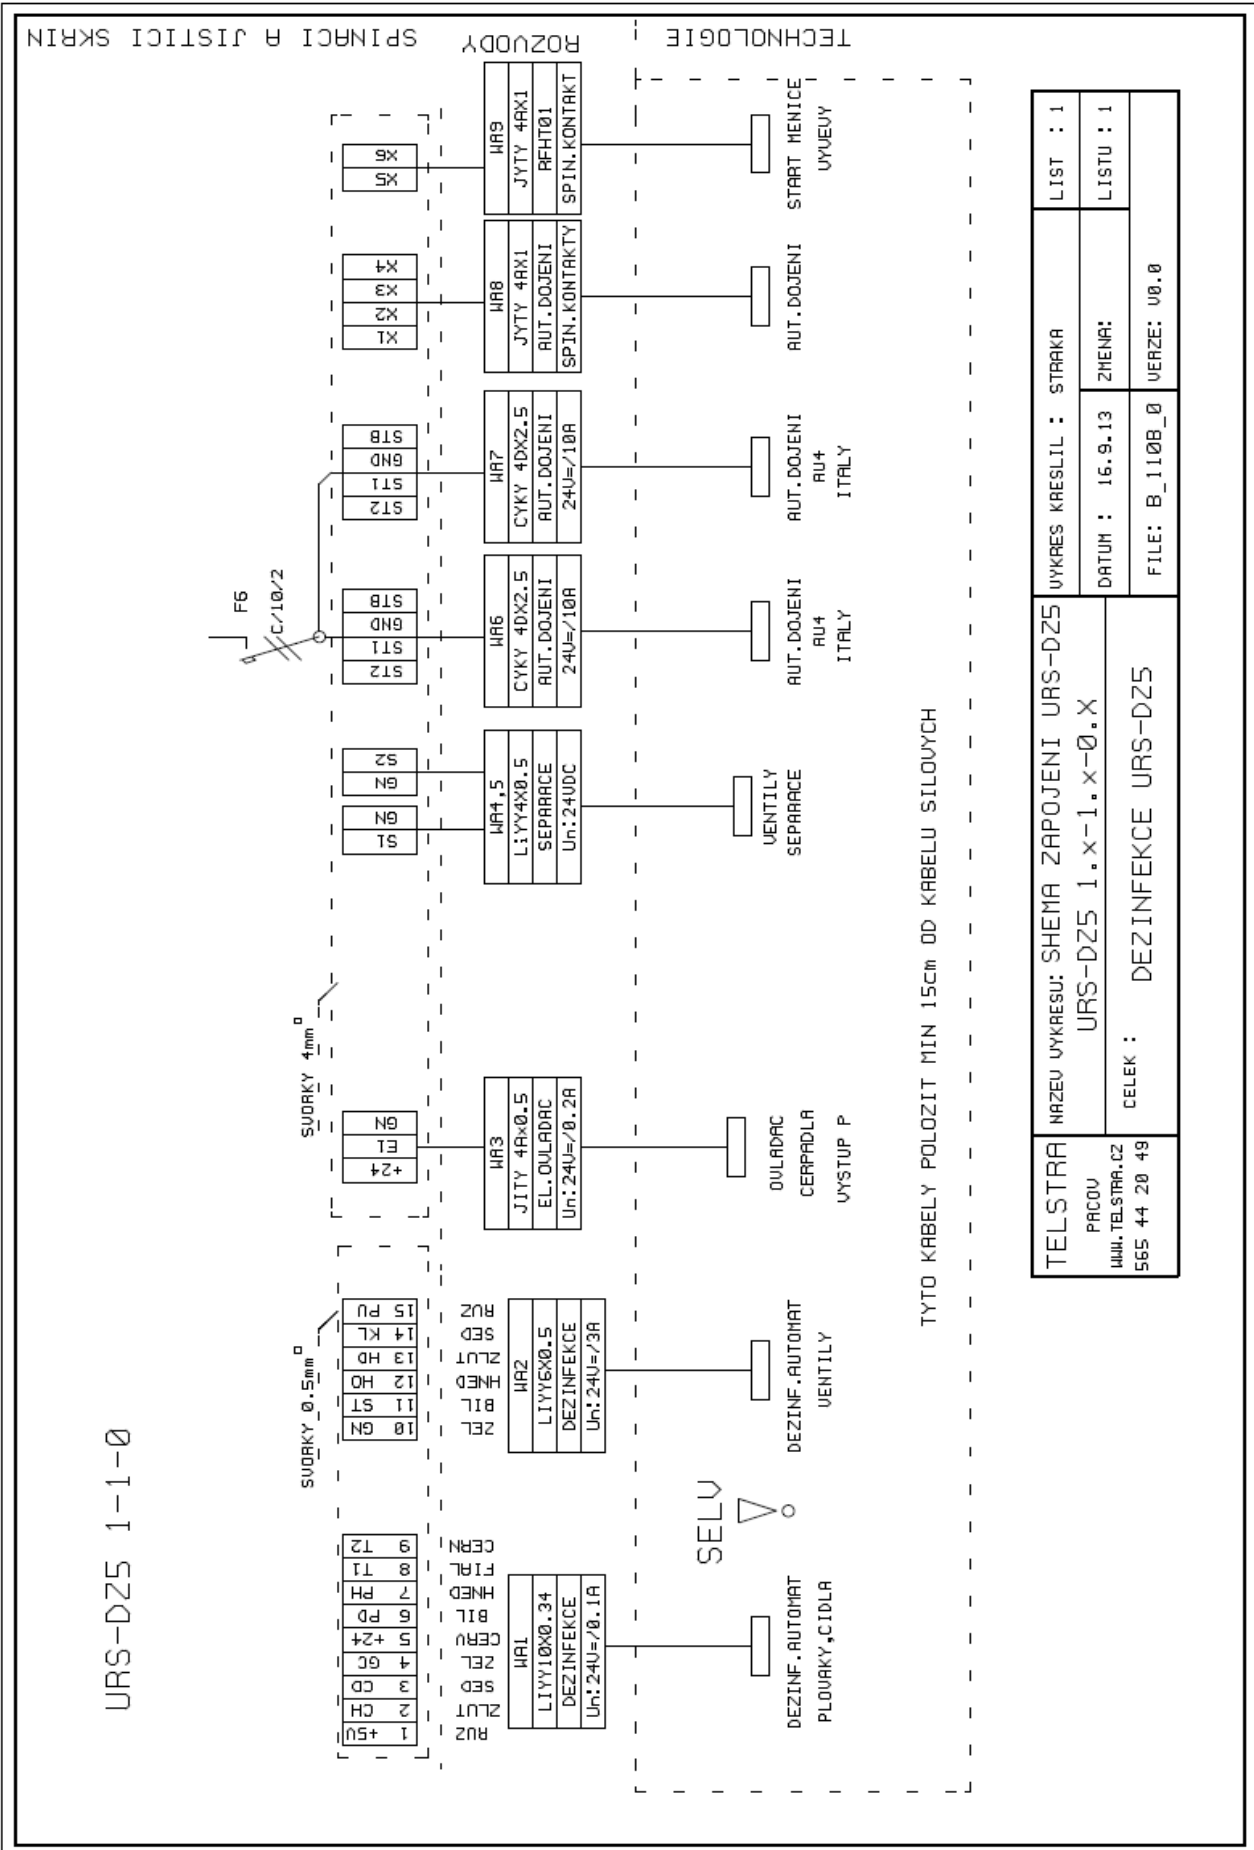 URS-DZ5 1-1-0
SPINACI A JISTICI SKRIN
ROZVODY
TECHNOLOGIE
SVORKY 0.5mm
SVORKY 4mm
F6
C/10/2
1 +5V
2 CH
3 CD
4 GC
5 +24
6 PD
7 PH
8 T1
9 T2
10 GN
11 ST
12 HO
13 HD
14 KL
15 PV
+24 E1 GN
S1 GN
GN S2
ST2 ST1 GND STB
ST2 ST1 GND STB
X1 X2 X3 X4
X5 X6
RUZ
ZLUT
SED
ZEL
CERV
BIL
HNED
FIAL
CERN
ZEL
BIL
HNED
ZLUT
SED
RUZ
WA1
LIYY10X0.34
DEZINFEKCE
Un:24V=/0.1A
WA2
LIYY6X0.5
DEZINFEKCE
Un:24V=/3A
WA3
JITY 4Ax0.5
EL.OVLADAC
Un:24V=/0.2A
WA4,5
LiYY4X0.5
SEPARACE
Un:24VDC
WA6
CYKY 4DX2.5
AUT.DOJENI
24V=/10A
WA7
CYKY 4DX2.5
AUT.DOJENI
24V=/10A
WA8
JYTY 4AX1
AUT.DOJENI
SPIN.KONTAKTY
WA9
JYTY 4AX1
RFHT01
SPIN.KONTAKT
SELV
DEZINF.AUTOMAT
PLOVAKY,CIDLA
DEZINF.AUTOMAT
VENTILY
OVLADAC
CERPADLA
VYSTUP P
VENTILY
SEPARACE
AUT.DOJENI
AU4
ITALY
AUT.DOJENI
AU4
ITALY
AUT.DOJENI
START MENICE
VYVEVY
TYTO KABELY POLOZIT MIN 15cm OD KABELU SILOVYCH
TELSTRA
PACOV
WWW.TELSTRA.CZ
565 44 20 49
NAZEV VYKRESU: SHEMA ZAPOJENI URS-DZ5
URS-DZ5 1.x-1.x-0.X
CELEK :
DEZINFEKCE URS-DZ5
VYKRES KRESLIL : STRAKA
LIST : 1
DATUM : 16.9.13
ZMENA:
LISTU : 1
FILE: B_110B_0
VERZE: V0.0